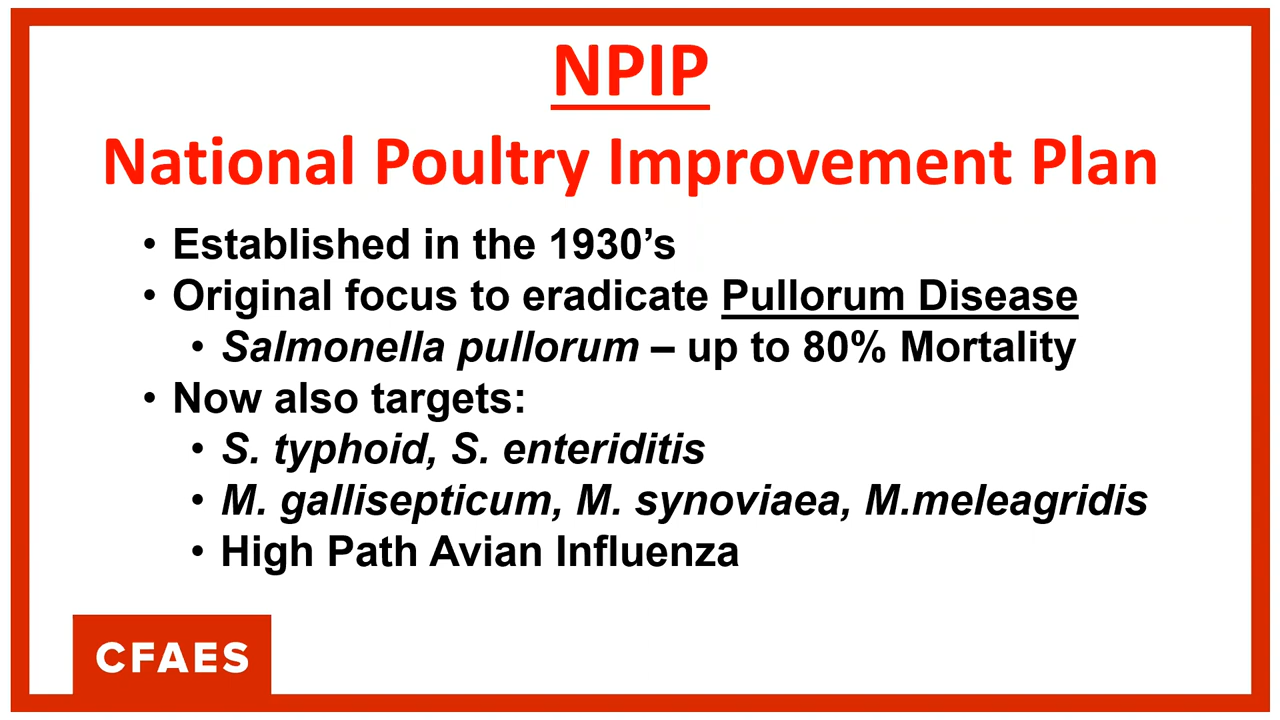 NPIP
National Poultry Improvement Plan
• Established in the 1930’s
• Original focus to eradicate Pullorum Disease
• Salmonella pullorum – up to 80% Mortality
• Now also targets:
• S. typhoid, S. enteriditis
• M. gallisepticum, M. synoviaea, M.meleagridis
• High Path Avian Influenza
CFAES